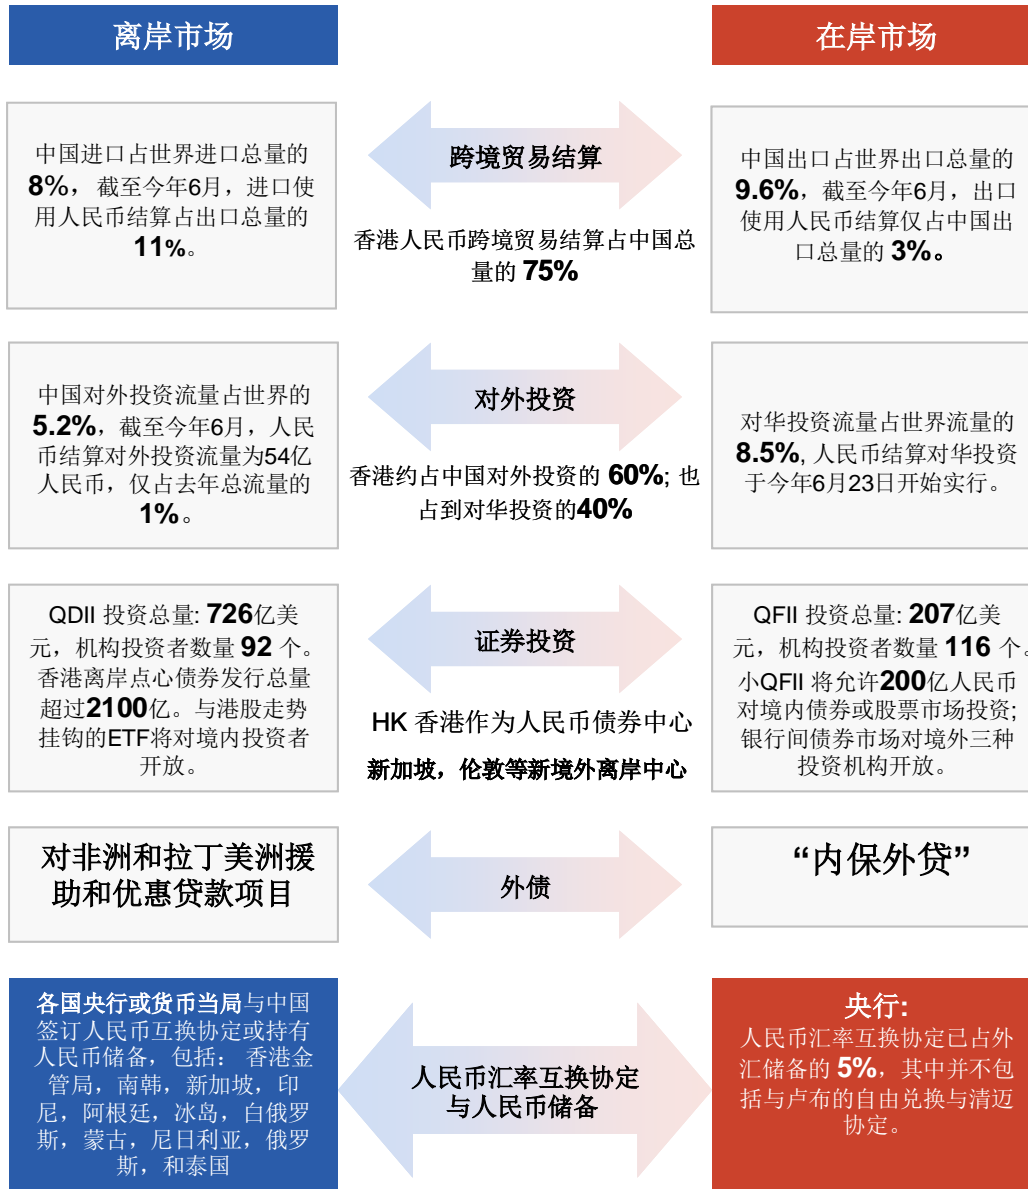 离岸市场
在岸市场
中国进口占世界进口总量的
8%，截至今年6月，进口使
用人民币结算占出口总量的
11%。
跨境贸易结算
香港人民币跨境贸易结算占中国总
量的 75%
中国出口占世界出口总量的
9.6%，截至今年6月，出口
使用人民币结算仅占中国出
口总量的 3%。
中国对外投资流量占世界的
5.2%，截至今年6月，人民
币结算对外投资流量为54亿
人民币，仅占去年总流量的
1%。
对外投资
香港约占中国对外投资的 60%; 也
占到对华投资的40%
对华投资流量占世界流量的
8.5%, 人民币结算对华投资
于今年6月23日开始实行。
QDII 投资总量: 726亿美
元，机构投资者数量 92 个。
香港离岸点心债券发行总量
超过2100亿。与港股走势
挂钩的ETF将对境内投资者
开放。
证券投资
HK 香港作为人民币债券中心
新加坡，伦敦等新境外离岸中心
QFII 投资总量: 207亿美
元，机构投资者数量 116 个。
小QFII 将允许200亿人民币
对境内债券或股票市场投资;
银行间债券市场对境外三种
投资机构开放。
对非洲和拉丁美洲援
助和优惠贷款项目
外债
“内保外贷”
各国央行或货币当局与中国
签订人民币互换协定或持有
人民币储备，包括： 香港金
管局，南韩，新加坡，印
尼，阿根廷，冰岛，白俄罗
斯，蒙古，尼日利亚，俄罗
斯，和泰国
人民币汇率互换协定
与人民币储备
央行:
人民币汇率互换协定已占外
汇储备的 5%，其中并不包
括与卢布的自由兑换与清迈
协定。